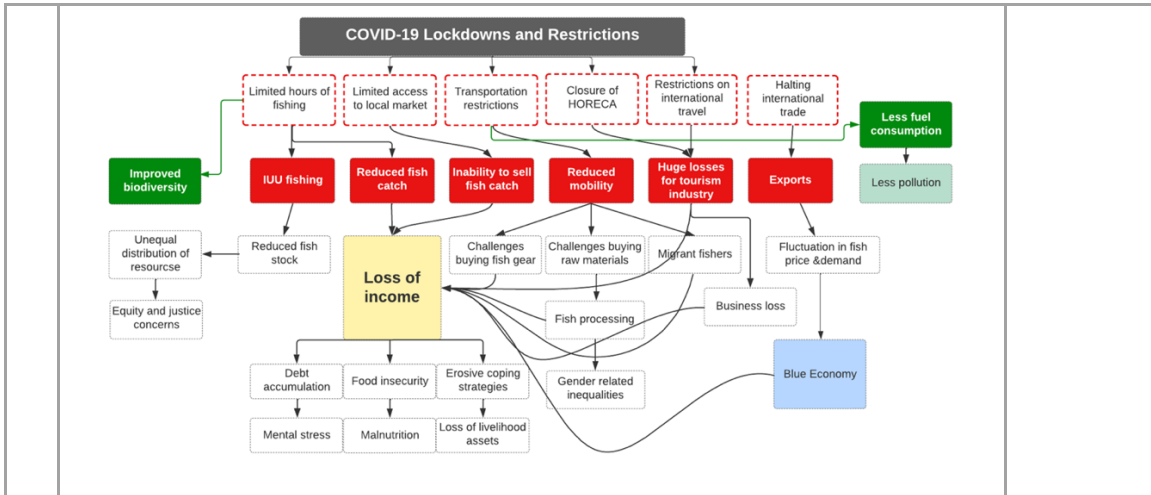 COVID-19 Lockdowns and Restrictions
Limited hours of
fishing
Limited access
to local market
Transportation
restrictions
Closure of
HORECA
Restrictions on
international
travel
Halting
international
trade
Less fuel
consumption
Improved
biodiversity
IUU fishing
Reduced fish
catch
Inability to sell
fish catch
Reduced
mobility
Huge losses
for tourism
industry
Exports
Less pollution
Unequal
distribution of
resourcse
Reduced fish
stock
Loss of
income
Challenges
buying fish gear
Challenges buying
raw materials
Migrant fishers
Fluctuation in fish
price &demand
Equity and justice
concerns
Fish processing
Business loss
Debt
accumulation
Food insecurity
Erosive coping
strategies
Gender related
inequalities
Blue Economy
Mental stress
Malnutrition
Loss of livelihood
assets